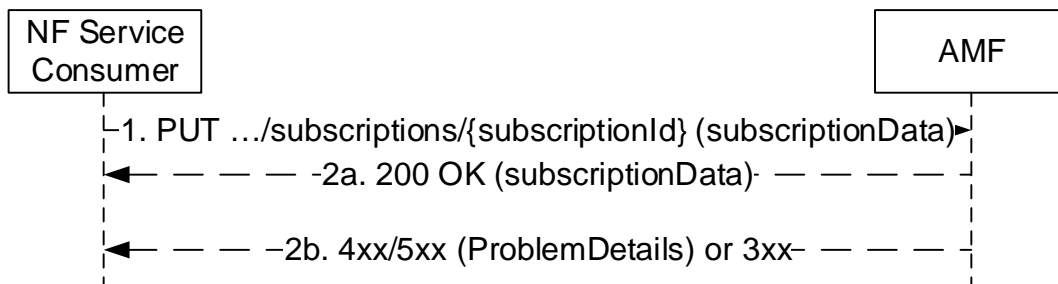 NF Service
Consumer
AMF
1. PUT …/subscriptions/{subscriptionId} (subscriptionData)
2a. 200 OK (subscriptionData)
2b. 4xx/5xx (ProblemDetails) or 3xx